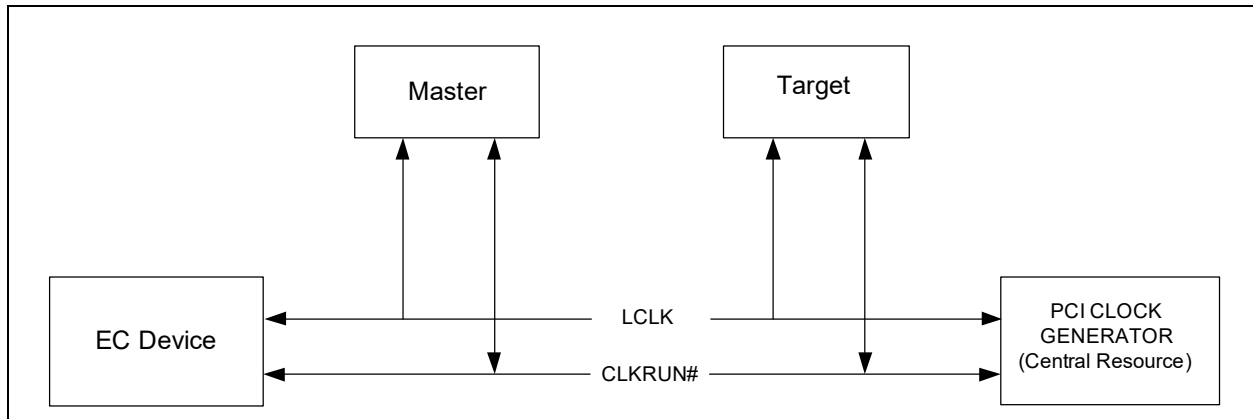 Master
Target
EC Device
LCLK
CLKRUN#
PCI CLOCK
GENERATOR
(Central Resource)